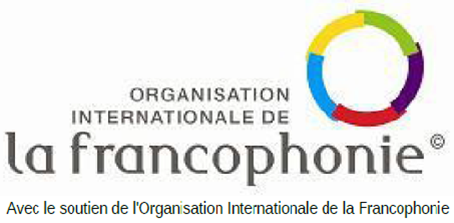 ORGANISATION
INTERNATIONALE DE
la francophonie©
Avec le soutien de l'Organisation Internationale de la Francophonie